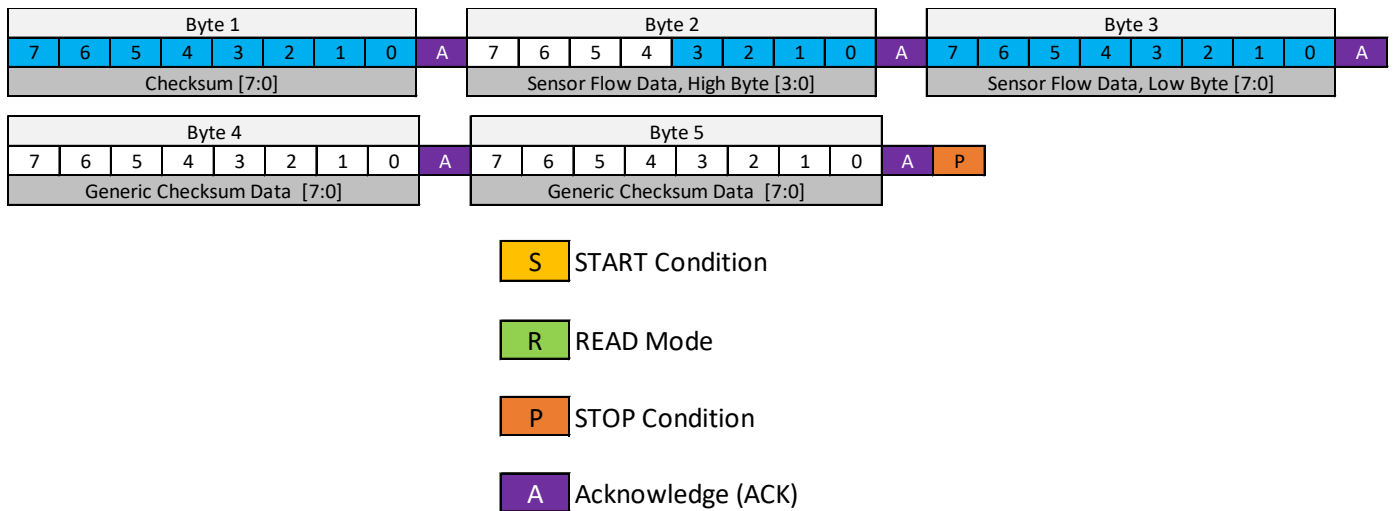 Byte 1 Byte 2 Byte 3
7 6 5 4 3 2 1 0 A 7 6 5 4 3 2 1 0 A 7 6 5 4 3 2 1 0 A
Checksum [7:0] Sensor Flow Data, High Byte [3:0] Sensor Flow Data, Low Byte [7:0]
Byte 4 Byte 5
7 6 5 4 3 2 1 0 A 7 6 5 4 3 2 1 0 A P
Generic Checksum Data [7:0] Generic Checksum Data [7:0]
S START Condition
R READ Mode
P STOP Condition
A Acknowledge (ACK)